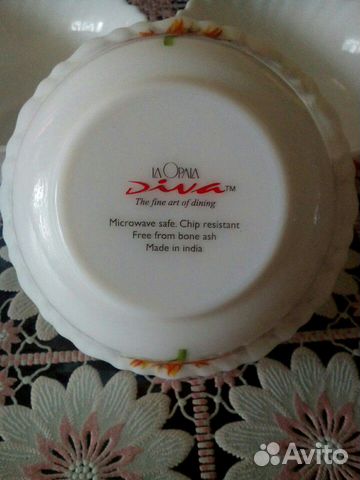 LA OPALA
Diva™
The fine art of dining
Microwave safe. Chip resistant
Free from bone ash
Made in india
Avito